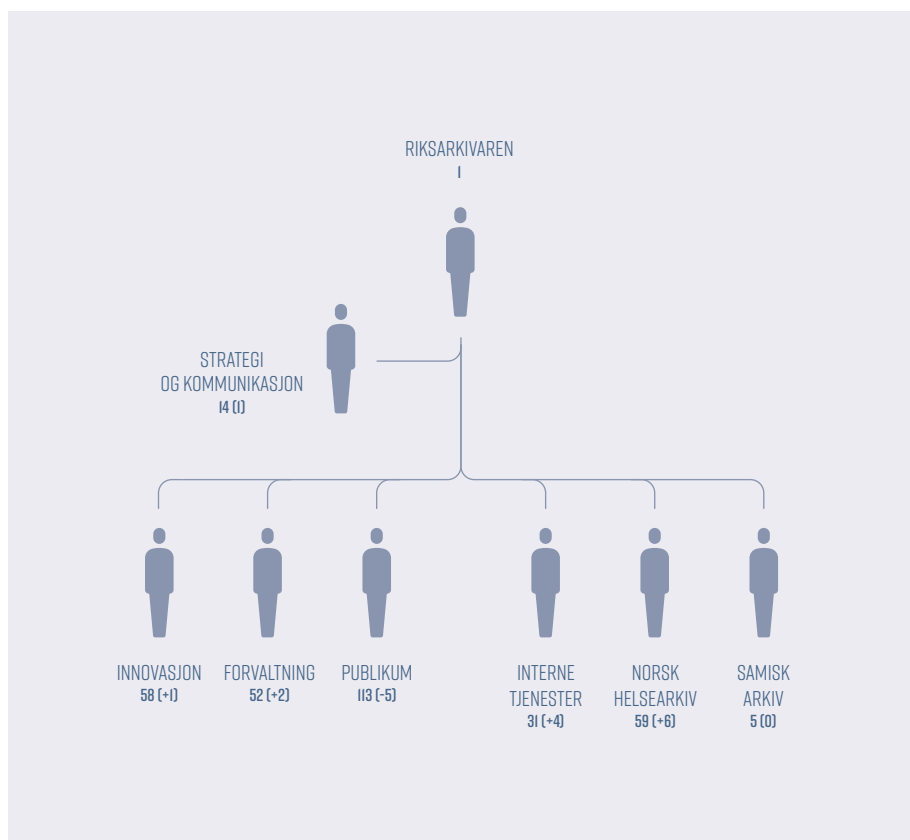 RIKSARKIVAREN
1
STRATEGI
OG KOMMUNIKASJON
14 (1)
INNOVASJON
58 (+1)
FORVALTNING
52 (+2)
PUBLIKUM
113 (-5)
INTERNE
TJENESTER
31 (+4)
NORSK
HELSEARKIV
59 (+6)
SAMISK
ARKIV
5 (0)